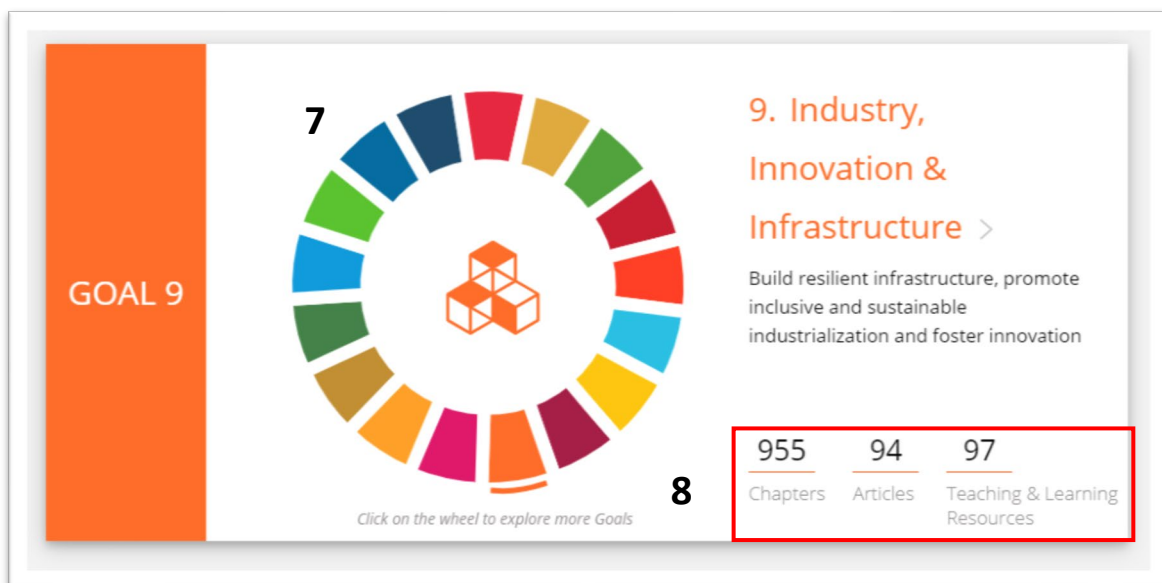 GOAL 9
7
Click on the wheel to explore more Goals
9. Industry,
Innovation &
Infrastructure >
Build resilient infrastructure, promote
inclusive and sustainable
industrialization and foster innovation
8
955 94 97
Chapters Articles Teaching & Learning
Resources